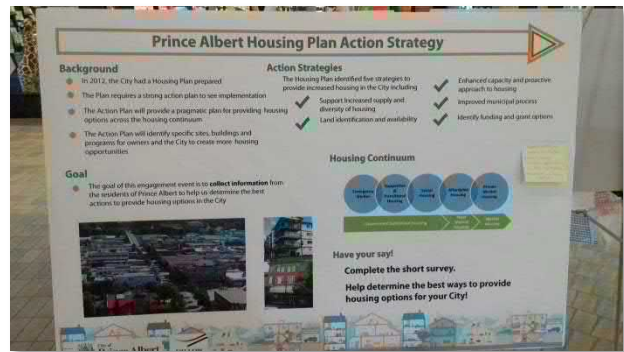 Prince Albert Housing Plan Action Strategy
Background
In 2012, the City had a Housing Plan prepared
The Plan requires a strong action plan to see implementation
The Action Plan will provide a pragmatic plan for providing housing
options across the housing continuum
The Action Plan will identify specific sites, buildings and
programs for owners and the City to create more housing
opportunities
Goal
The goal of this engagement event is to collect information from
the residents of Prince Albert to help us determine the best
actions to provide housing options in the City
Action Strategies
The Housing Plan identified five strategies to
provide increased housing in the City including
Support Increased supply and
diversity of housing
Land identification and availability
Enhanced capacity and proactive
approach to housing
Improved municipal process
Identify funding and grant options
Housing Continuum
Emergency
Shelter
Housing
Housing
Housing
Housing
Have your say!
Complete the short survey.
Help determine the best ways to provide
housing options for your City!
City of
Prince Albert